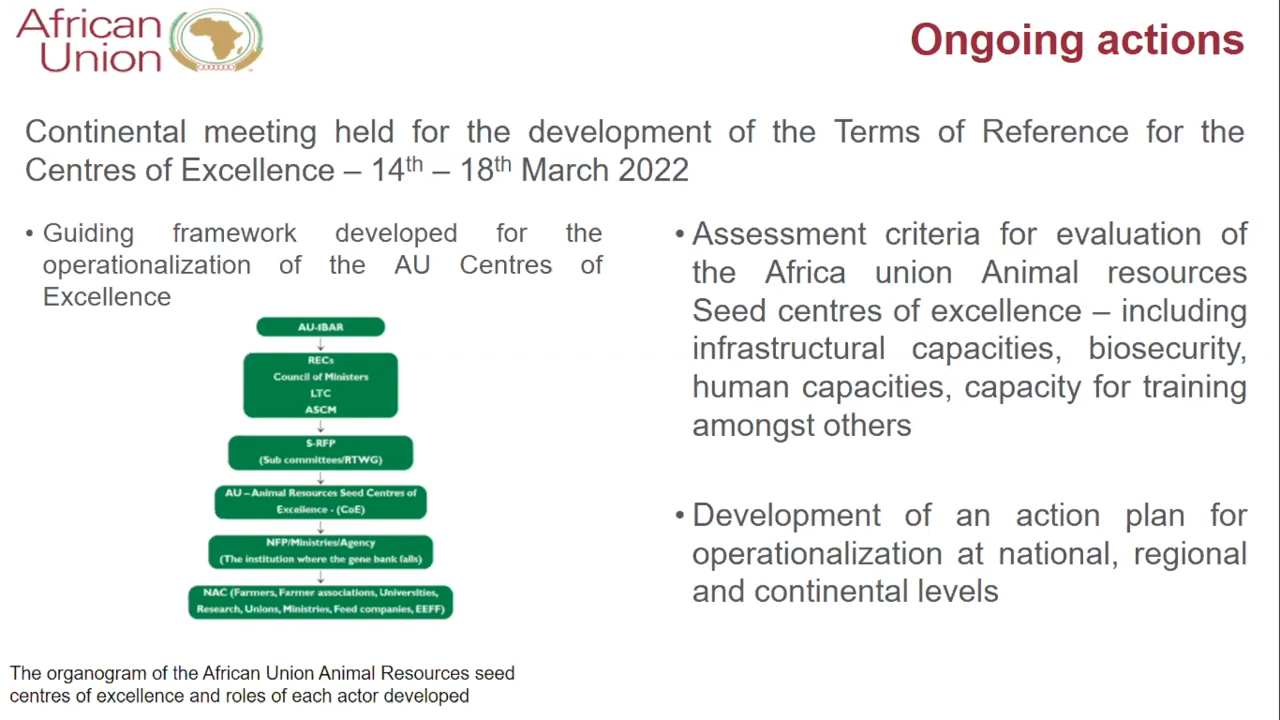 African
Union
Ongoing actions
Continental meeting held for the development of the Terms of Reference for the
Centres of Excellence – 14th – 18th March 2022
• Guiding framework developed for the
operationalization of the AU Centres of
Excellence
AU-IBAR
RECs
Council of Ministers
LTC
ASCM
S-RFP
(Sub committees/RTWG)
AU – Animal Resources Seed Centres of
Excellence - (CoE)
NFP/Ministries/Agency
(The institution where the gene bank falls)
NAC (Farmers, Farmer associations, Universities,
Research, Unions, Ministries, Feed companies, EEFF)
The organogram of the African Union Animal Resources seed
centres of excellence and roles of each actor developed
• Assessment criteria for evaluation of
the Africa union Animal resources
Seed centres of excellence – including
infrastructural capacities, biosecurity,
human capacities, capacity for training
amongst others
• Development of an action plan for
operationalization at national, regional
and continental levels